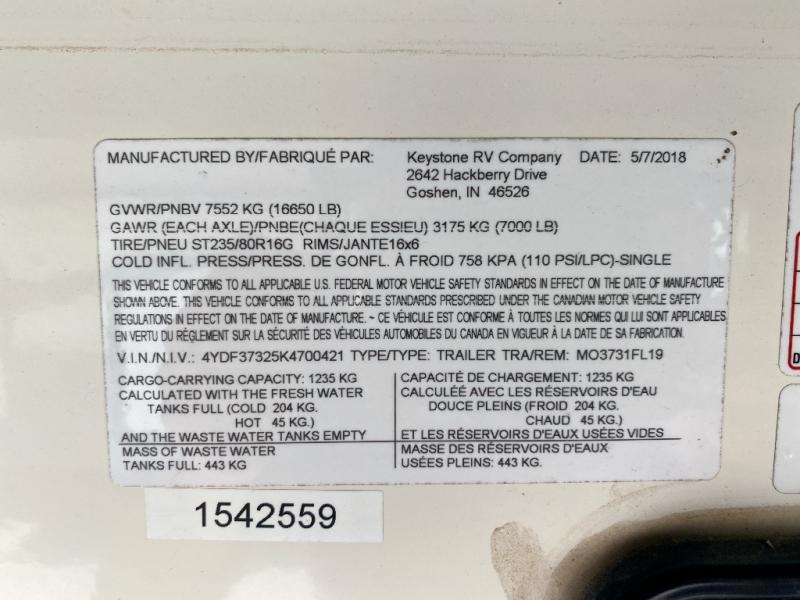 MANUFACTURED BY/FABRIQUÉ PAR: Keystone RV Company DATE: 5/7/2018
2642 Hackberry Drive
Goshen, IN 46526
GVWR/PNBV 7552 KG (16650 LB)
GAWR (EACH AXLE)/PNBE(CHAQUE ESSIEU) 3175 KG (7000 LB)
TIRE/PNEU ST235/80R16G RIMS/JANTE16x6
COLD INFL. PRESS/PRESS. DE GONFL. À FROID 758 KPA (110 PSI/LPC)-SINGLE
THIS VEHICLE CONFORMS TO ALL APPLICABLE U.S. FEDERAL MOTOR VEHICLE SAFETY STANDARDS IN EFFECT ON THE DATE OF MANUFACTURE
SHOWN ABOVE. THIS VEHICLE CONFORMS TO ALL APPLICABLE STANDARDS PRESCRIBED UNDER THE CANADIAN MOTOR VEHICLE SAFETY
REGULATIONS IN EFFECT ON THE DATE OF MANUFACTURE. ~ CE VÉHICULE EST CONFORME À TOUTES LES NORMES QUI LUI SONT APPLICABLES
EN VERTU DU RÉGLEMENT SUR LA SÉCURITÉ DES VÉHICULES AUTOMOBILES DU CANADA EN VIGUEUR À LA DATE DE SA FABRICATION.
V.I.N./N.I.V.: 4YDF37325K4700421 TYPE/TYPE: TRAILER TRA/REM: MO3731FL19
CARGO-CARRYING CAPACITY: 1235 KG
CALCULATED WITH THE FRESH WATER
TANKS FULL (COLD 204 KG.
HOT 45 KG.)
AND THE WASTE WATER TANKS EMPTY
MASS OF WASTE WATER
TANKS FULL: 443 KG
CAPACITÉ DE CHARGEMENT: 1235 KG
CALCULÉE AVEC LES RÉSERVOIRS D'EAU
DOUCE PLEINS (FROID 204 KG.
CHAUD 45 KG.)
ET LES RÉSERVOIRS D'EAUX USÉES VIDES
MASSE DES RÉSERVOIRS D'EAUX
USÉES PLEINS: 443 KG.
1542559